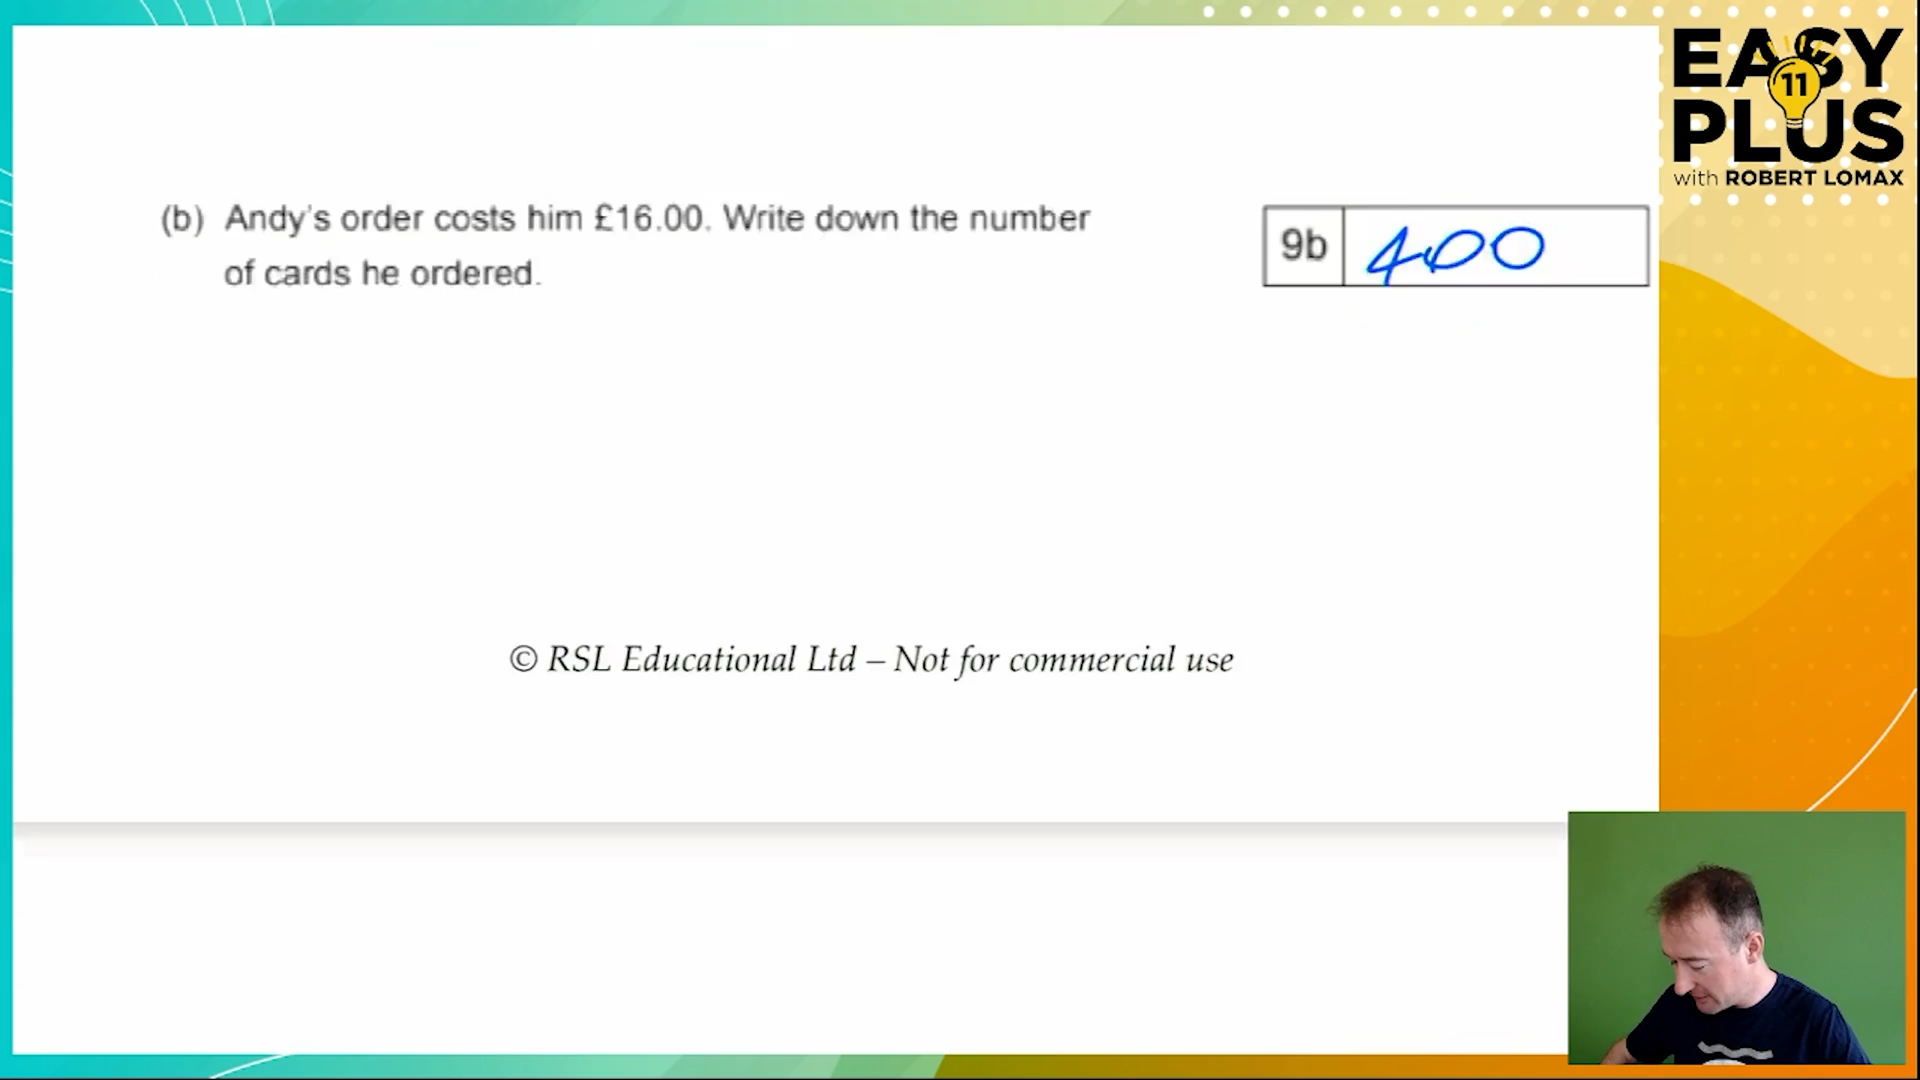 EASY
11
PLUS
with ROBERT LOMAX
(b) Andy's order costs him £16.00. Write down the number
of cards he ordered.
9b 400
© RSL Educational Ltd – Not for commercial use